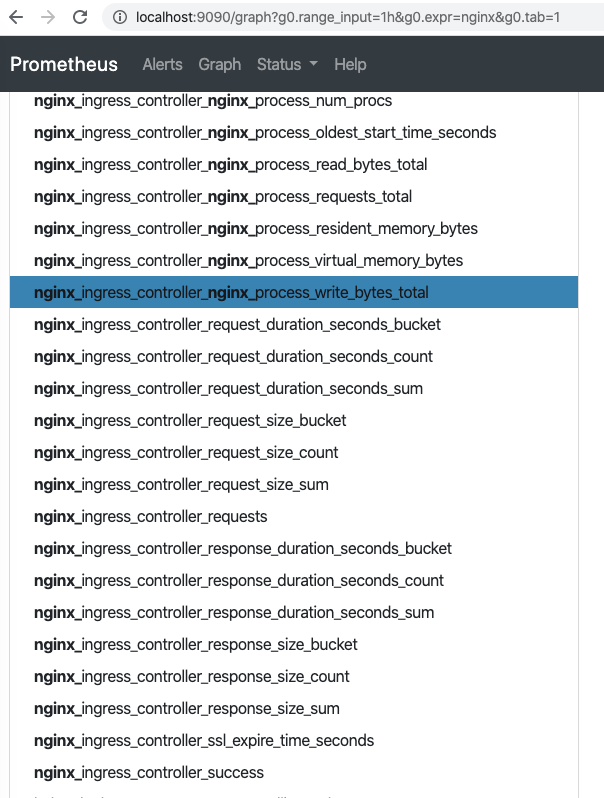 localhost:9090/graph?g0.range_input=1h&g0.expr=nginx&g0.tab=1
Prometheus Alerts Graph Status Help
nginx_ingress_controller_nginx_process_num_procs
nginx_ingress_controller_nginx_process_oldest_start_time_seconds
nginx_ingress_controller_nginx_process_read_bytes_total
nginx_ingress_controller_nginx_process_requests_total
nginx_ingress_controller_nginx_process_resident_memory_bytes
nginx_ingress_controller_nginx_process_virtual_memory_bytes
nginx_ingress_controller_nginx_process_write_bytes_total
nginx_ingress_controller_request_duration_seconds_bucket
nginx_ingress_controller_request_duration_seconds_count
nginx_ingress_controller_request_duration_seconds_sum
nginx_ingress_controller_request_size_bucket
nginx_ingress_controller_request_size_count
nginx_ingress_controller_request_size_sum
nginx_ingress_controller_requests
nginx_ingress_controller_response_duration_seconds_bucket
nginx_ingress_controller_response_duration_seconds_count
nginx_ingress_controller_response_duration_seconds_sum
nginx_ingress_controller_response_size_bucket
nginx_ingress_controller_response_size_count
nginx_ingress_controller_response_size_sum
nginx_ingress_controller_ssl_expire_time_seconds
nginx_ingress_controller_success